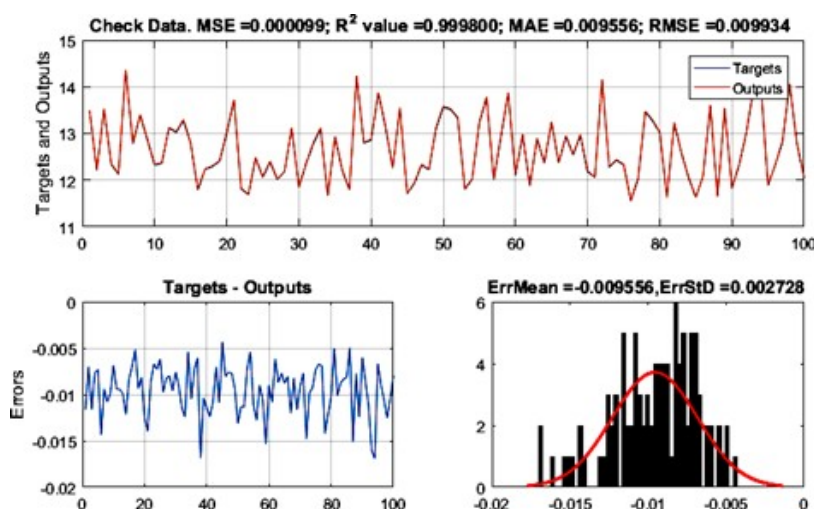 Check Data. MSE =0.000099; R² value =0.999800; MAE =0.009556; RMSE =0.009934
Targets and Outputs
15
14
13
12
11
Targets
Outputs
0 10 20 30 40 50 60 70 80 90 100
Targets - Outputs
Errors
0
-0.005
-0.01
-0.015
-0.02
0 20 40 60 80 100
ErrMean =-0.009556,ErrStD =0.002728
6
4
2
0
-0.02 -0.015 -0.01 -0.005 0